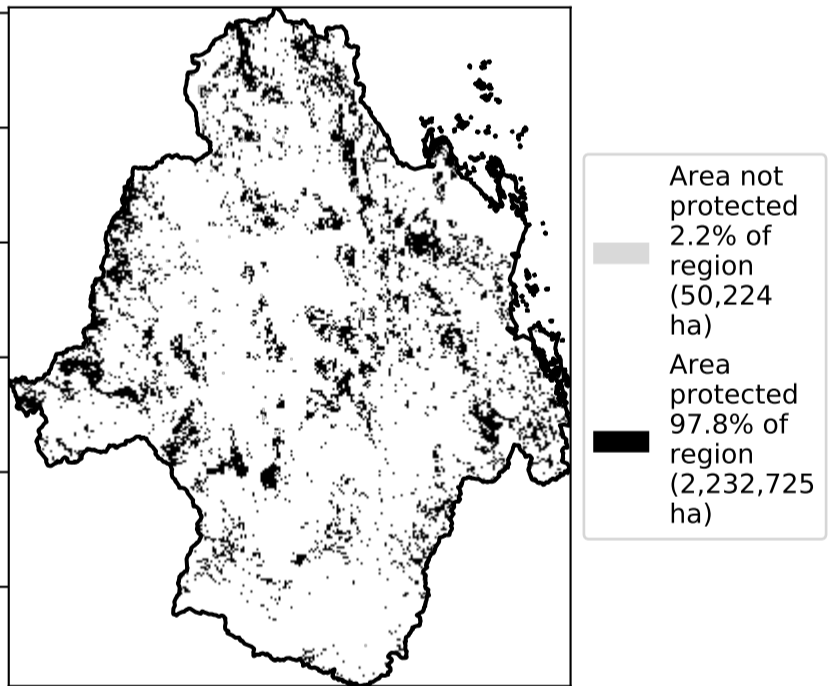 Area not
protected
2.2% of
region
(50,224
ha)
Area
protected
97.8% of
region
(2,232,725
ha)